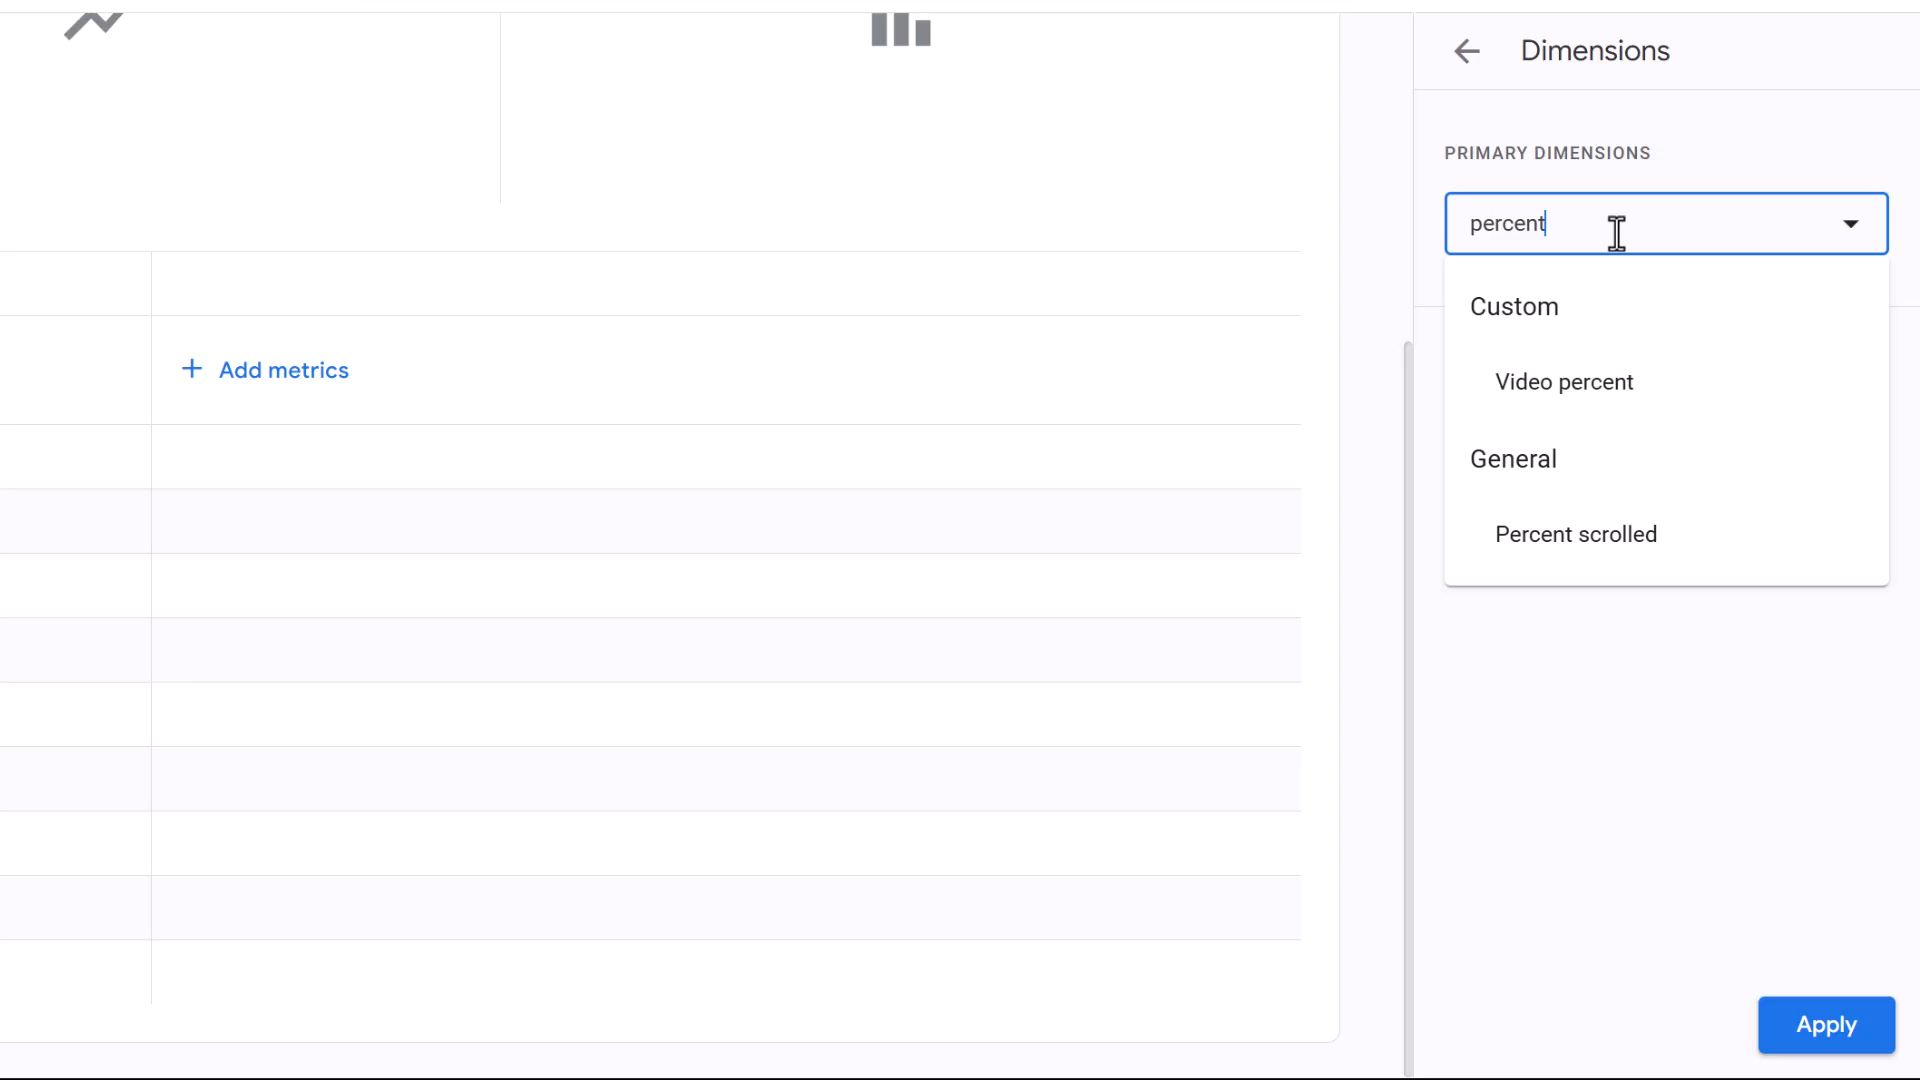 Dimensions
PRIMARY DIMENSIONS
percent
Custom
Video percent
General
Percent scrolled
+ Add metrics
Apply